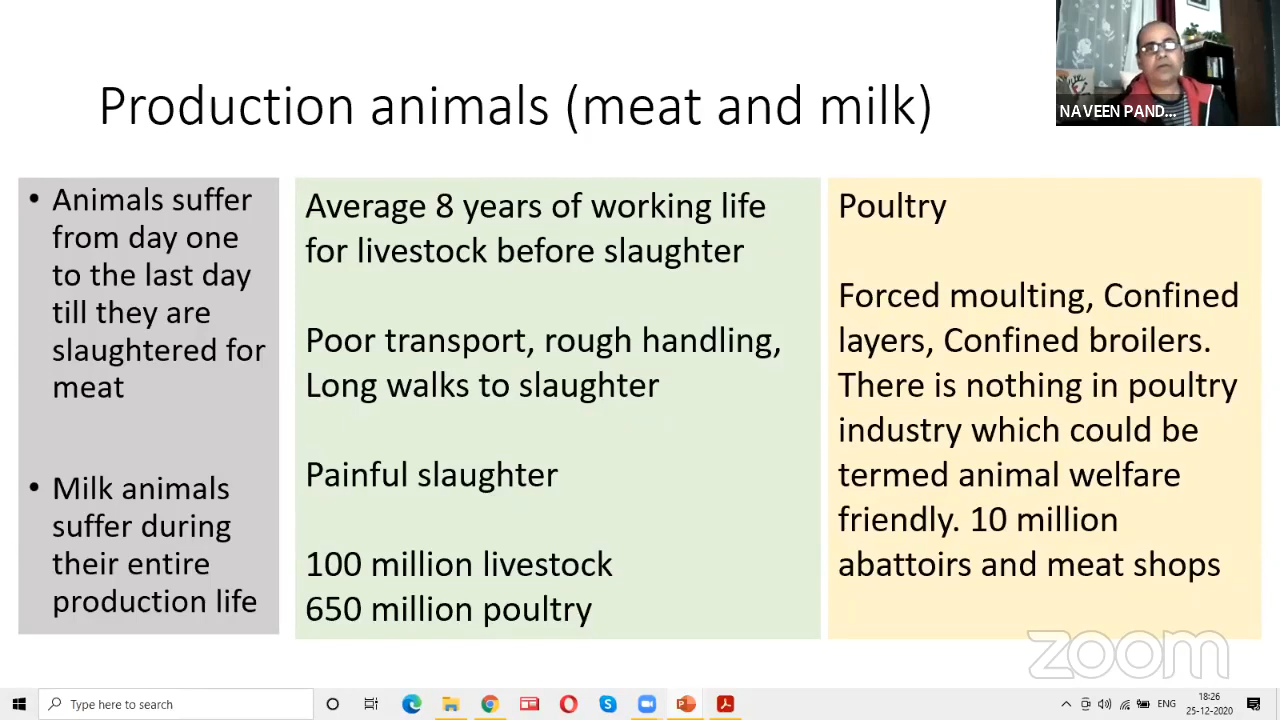 Production animals (meat and milk)
NAVEEN PAND...
• Animals suffer
from day one
to the last day
till they are
slaughtered for
meat
• Milk animals
suffer during
their entire
production life
Average 8 years of working life
for livestock before slaughter
Poor transport, rough handling,
Long walks to slaughter
Painful slaughter
100 million livestock
650 million poultry
Poultry
Forced moulting, Confined
layers, Confined broilers.
There is nothing in poultry
industry which could be
termed animal welfare
friendly. 10 million
abattoirs and meat shops
zoom
Type here to search
ENG
18:26
25-12-2020